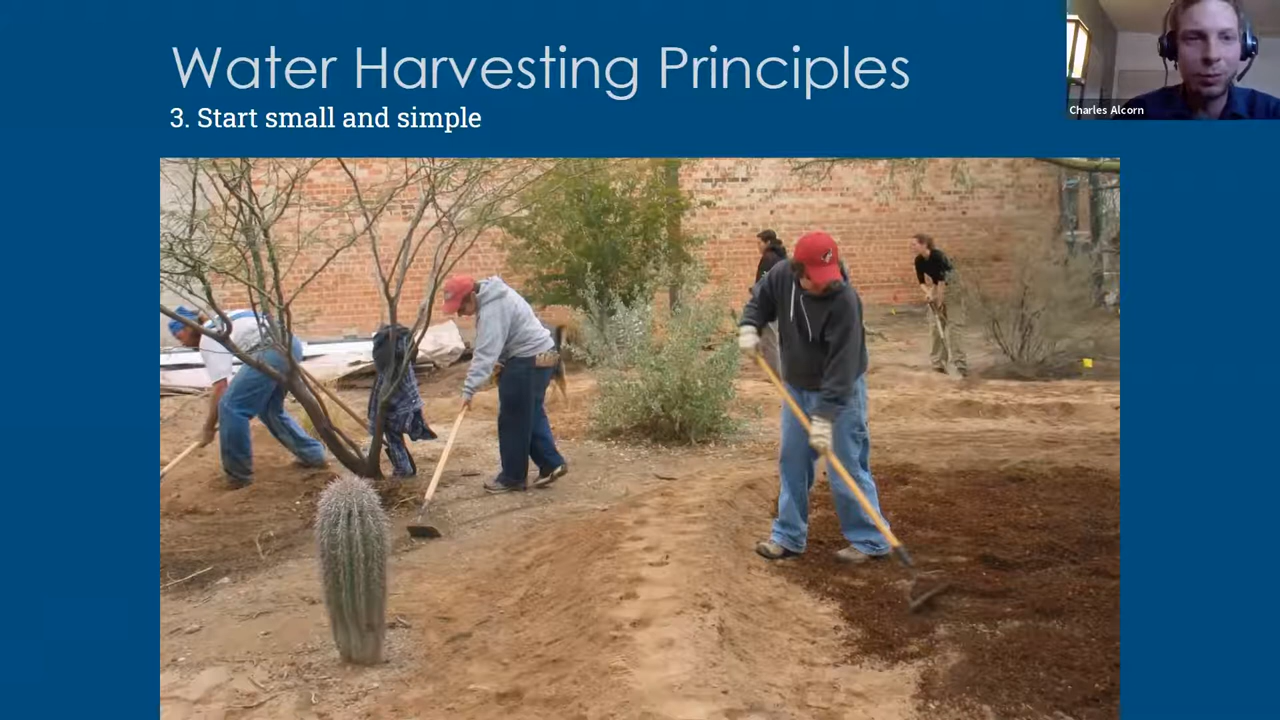 Water Harvesting Principles
3. Start small and simple
Charles Alcorn